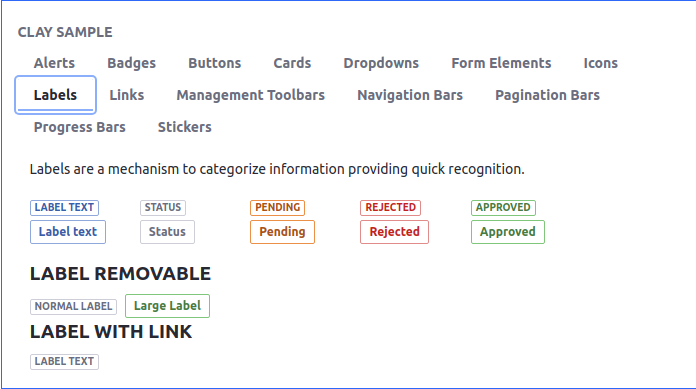 CLAY SAMPLE
Alerts Badges Buttons Cards Dropdowns Form Elements Icons
Labels Links Management Toolbars Navigation Bars Pagination Bars
Progress Bars Stickers
Labels are a mechanism to categorize information providing quick recognition.
LABEL TEXT STATUS PENDING REJECTED APPROVED
Label text Status Pending Rejected Approved
LABEL REMOVABLE
NORMAL LABEL Large Label
LABEL WITH LINK
LABEL TEXT